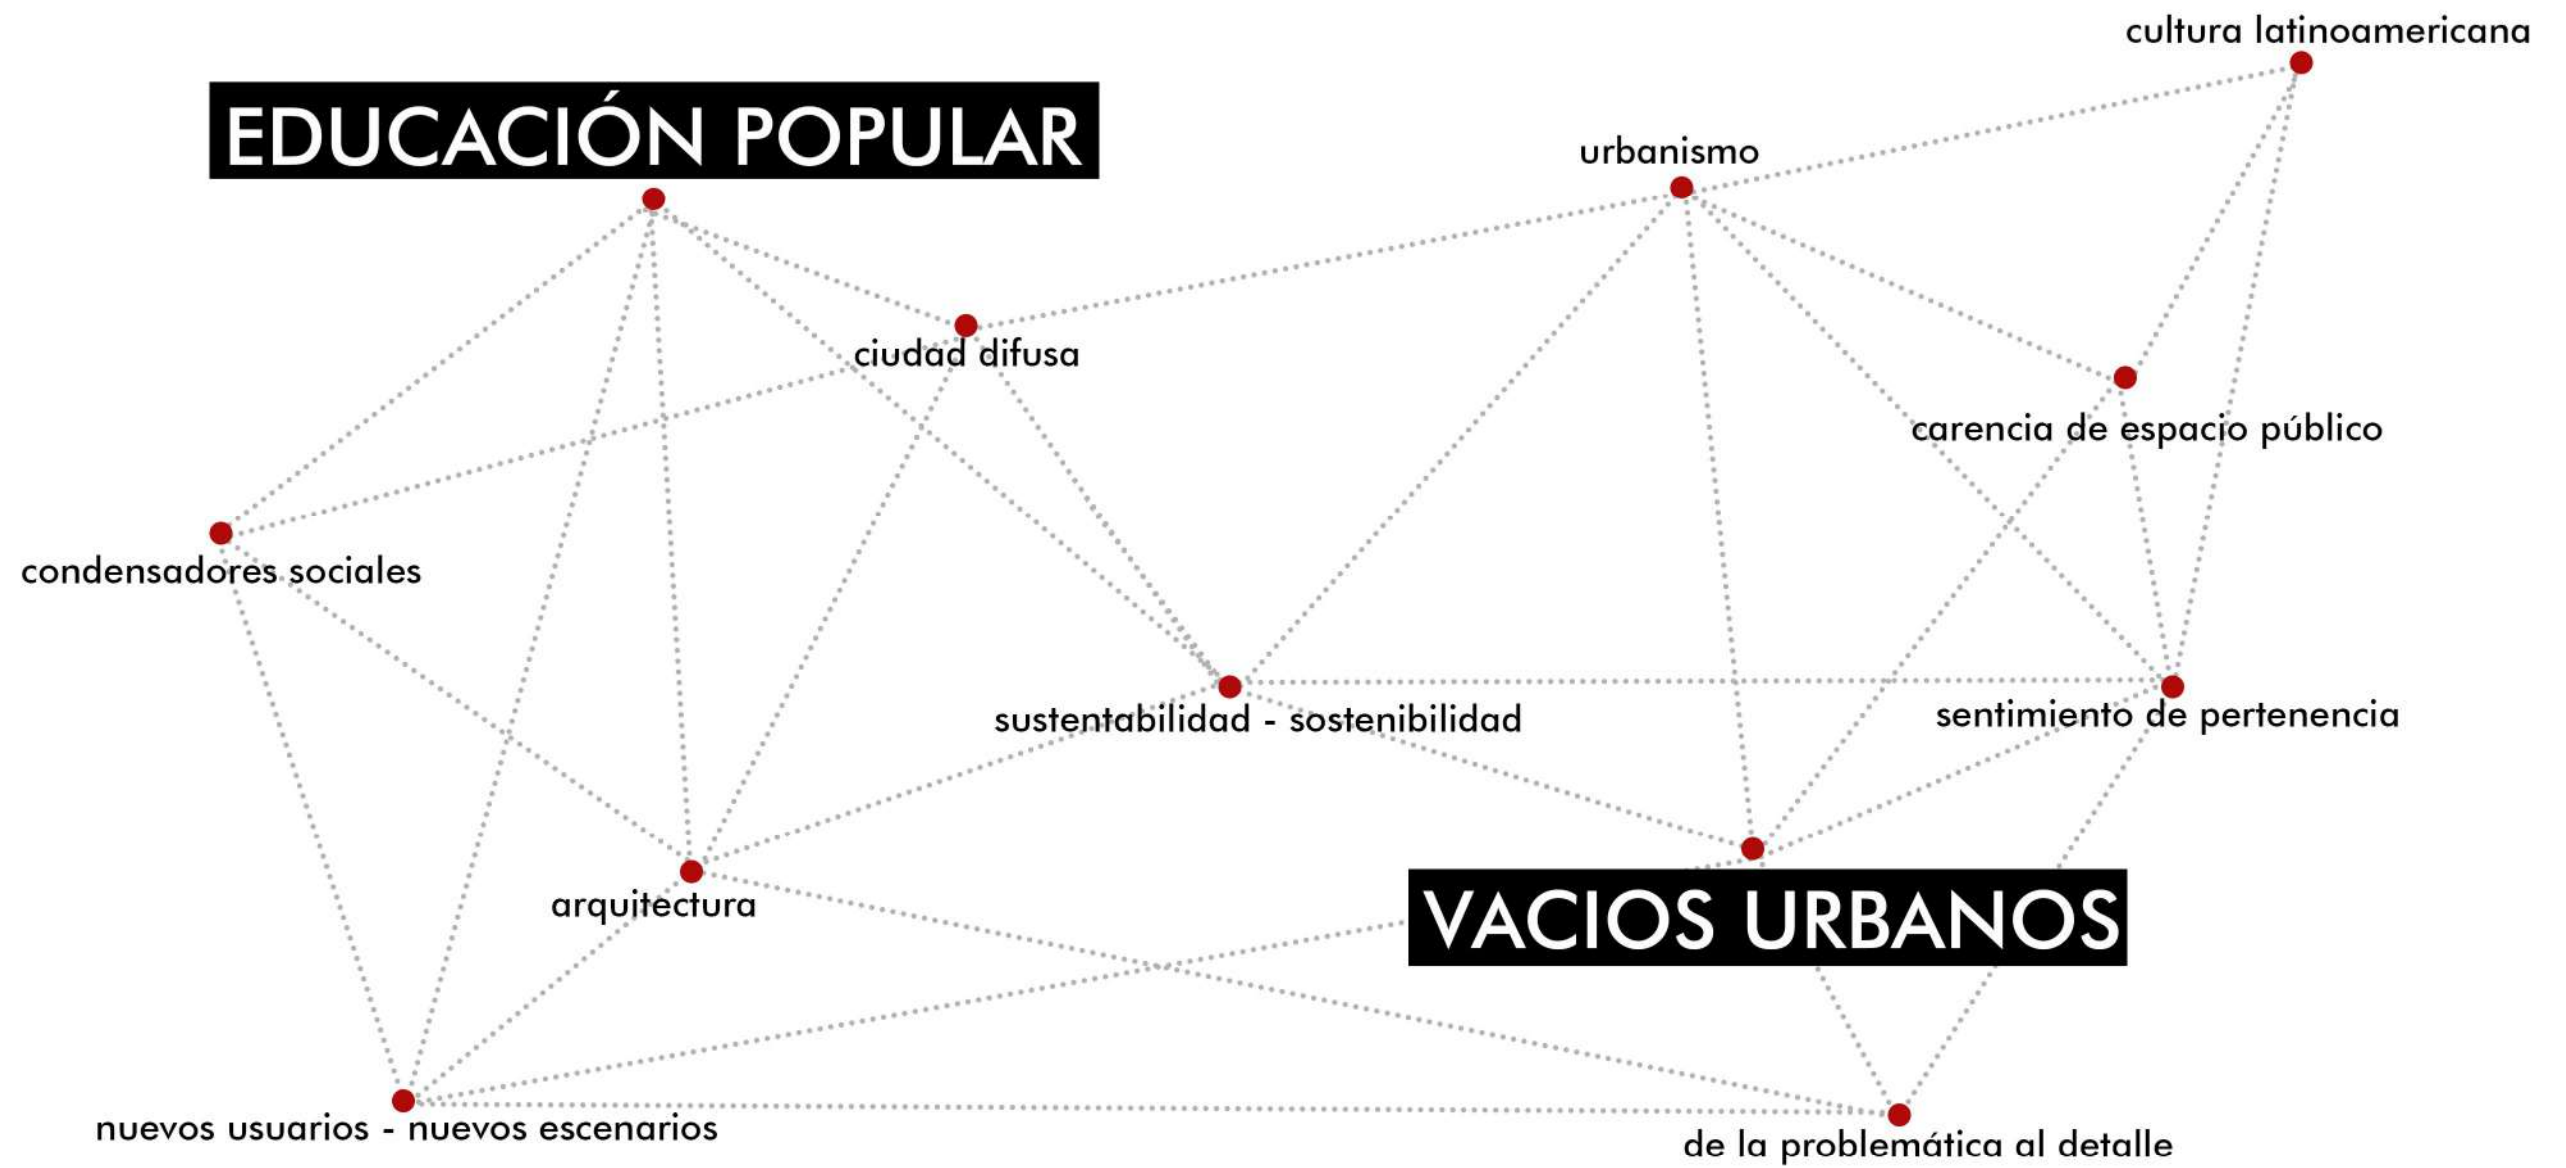 cultura latinoamericana
EDUCACIÓN POPULAR
urbanismo
ciudad difusa
carencia de espacio público
condensadores sociales
sustentabilidad - sostenibilidad
sentimiento de pertenencia
arquitectura
VACIOS URBANOS
nuevos usuarios - nuevos escenarios
de la problemática al detalle